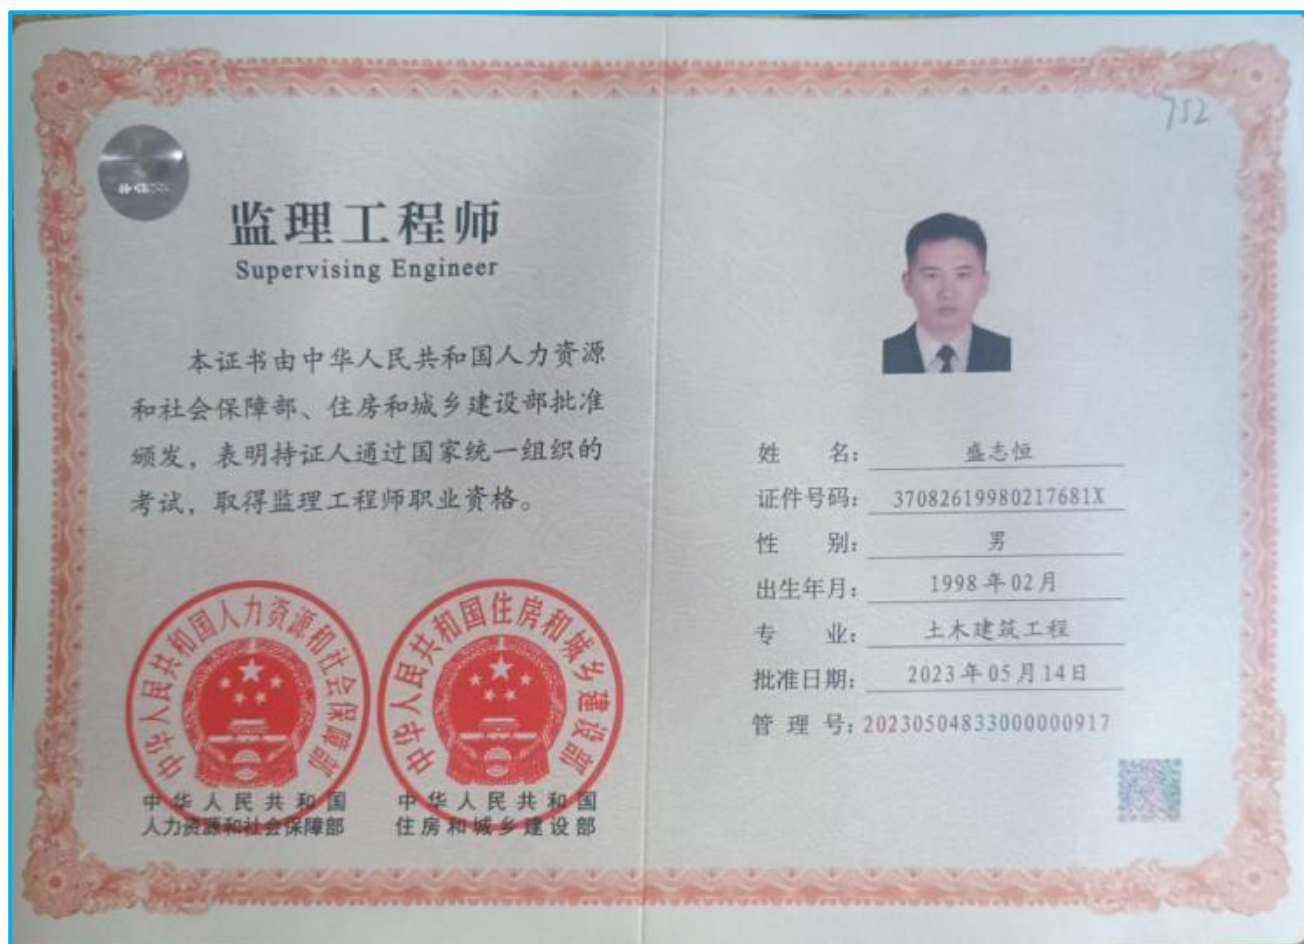 752
监理工程师
Supervising Engineer
本证书由中华人民共和国人力资源
和社会保障部、住房和城乡建设部批准
颁发，表明持证人通过国家统一组织的
考试，取得监理工程师职业资格。
中华人民共和国人力资源和社会保障部
中华人民共和国住房和城乡建设部
中华人民共和国
人力资源和社会保障部
中华人民共和国
住房和城乡建设部
姓 名：盛志恒
证件号码：37082619980217681X
性 别：男
出生年月：1998年02月
专 业：土木建筑工程
批准日期：2023年05月14日
管 理 号：20230504833000000917